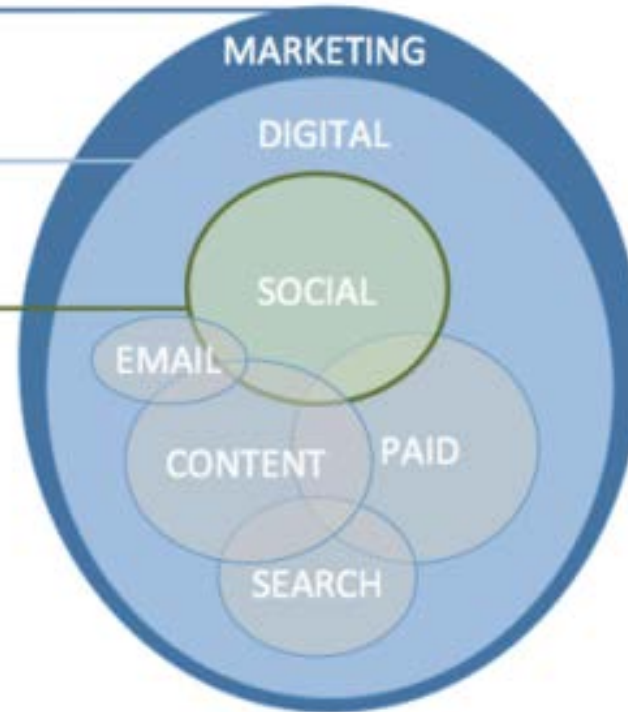 MARKETING
DIGITAL
SOCIAL
EMAIL
CONTENT
PAID
SEARCH